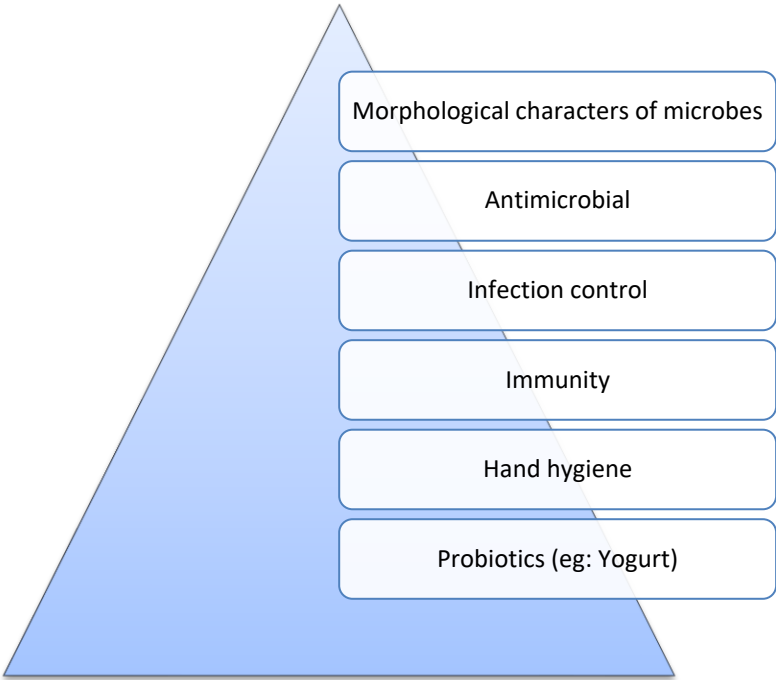 Morphological characters of microbes
Antimicrobial
Infection control
Immunity
Hand hygiene
Probiotics (eg: Yogurt)